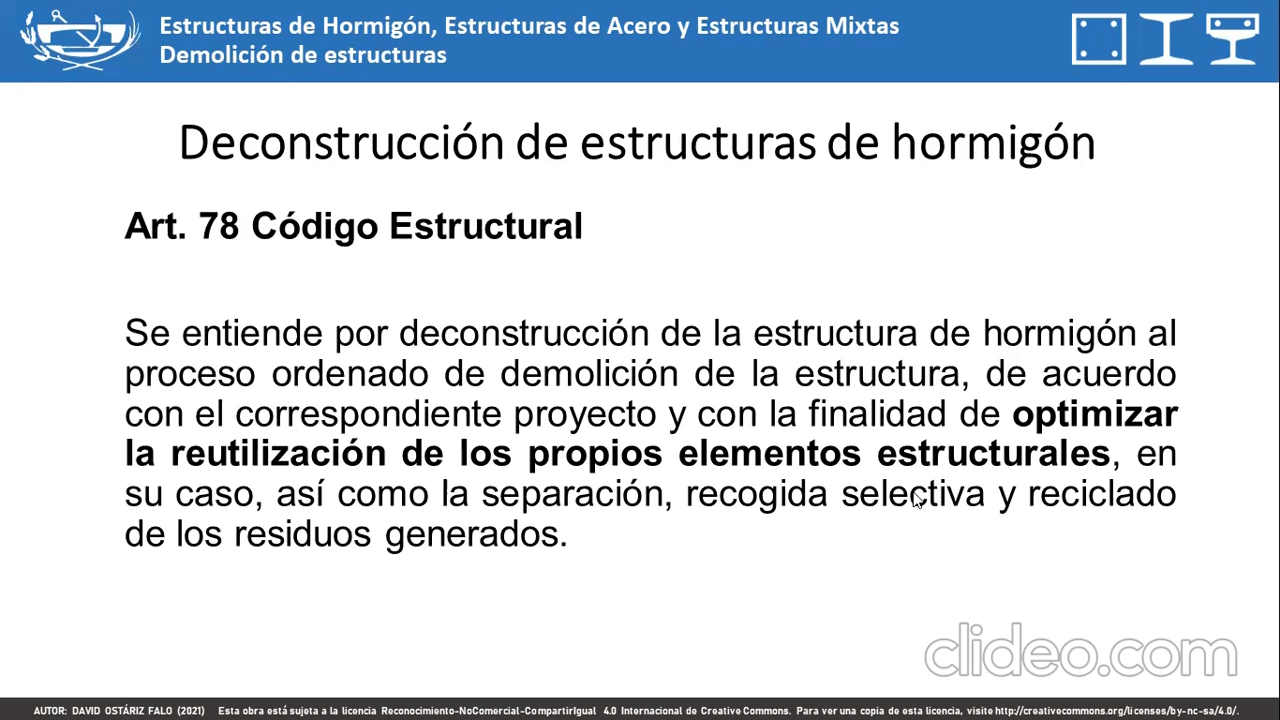 Estructuras de Hormigón, Estructuras de Acero y Estructuras Mixtas
Demolición de estructuras
Deconstrucción de estructuras de hormigón
Art. 78 Código Estructural
Se entiende por deconstrucción de la estructura de hormigón al
proceso ordenado de demolición de la estructura, de acuerdo
con el correspondiente proyecto y con la finalidad de optimizar
la reutilización de los propios elementos estructurales, en
su caso, así como la separación, recogida selectiva y reciclado
de los residuos generados.
clideo.com
AUTOR: DAVID OSTÁRIZ FALO (2021) Esta obra está sujeta a la licencia Reconocimiento-NoComercial-CompartirIgual 4.0 Internacional de Creative Commons. Para ver una copia de esta licencia, visite http://creativecommons.org/licenses/by-nc-sa/4.0/.